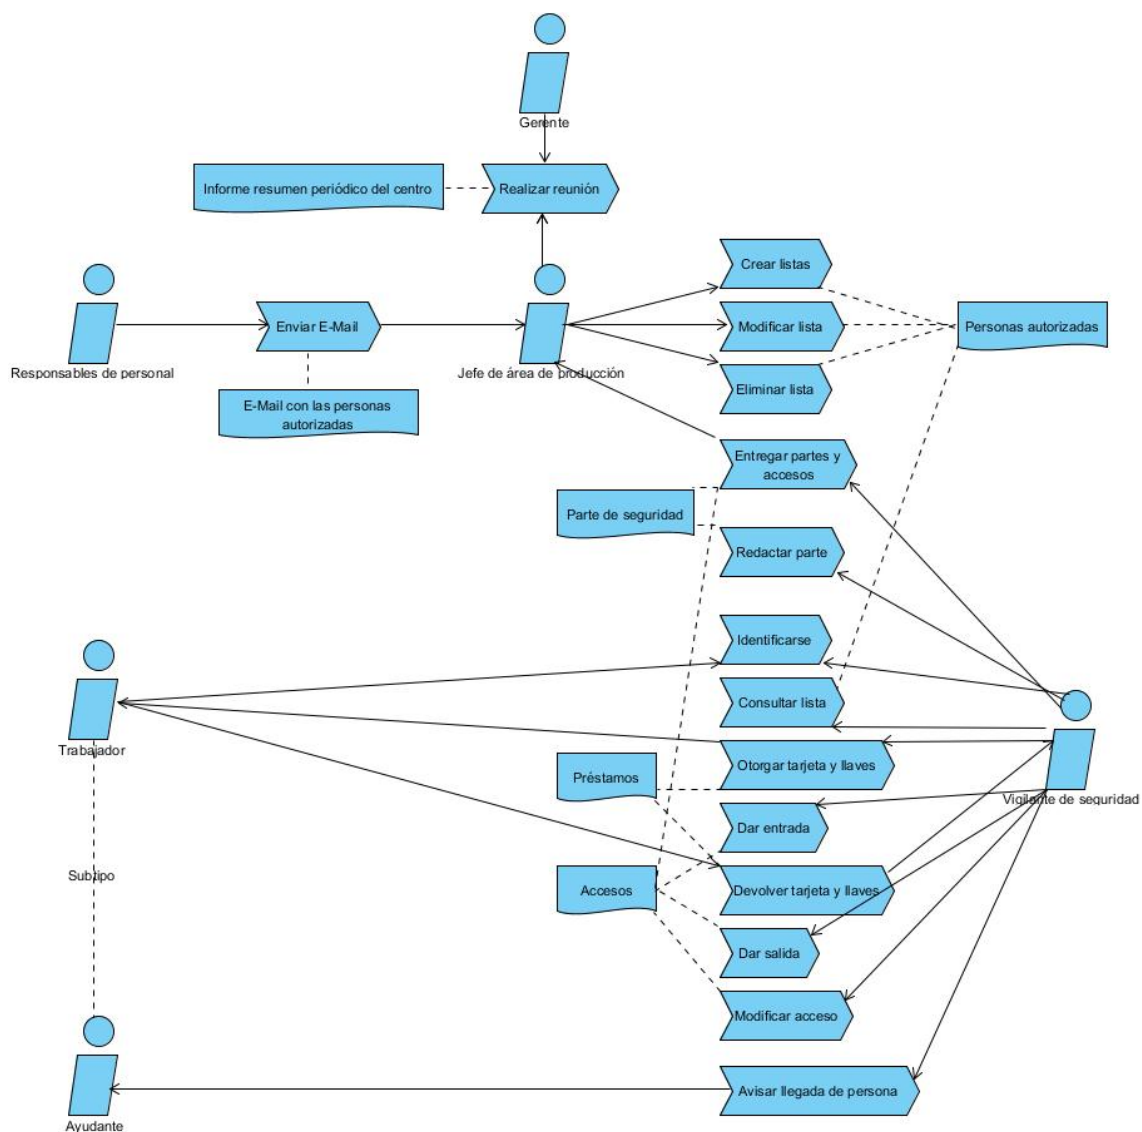 Gerente
Informe resumen periódico del centro
Realizar reunión
Crear listas
Responsables de personal
Enviar E-Mail
Jefe de área de producción
Modificar lista
Personas autorizadas
Eliminar lista
E-Mail con las personas
autorizadas
Entregar partes y
accesos
Parte de seguridad
Redactar parte
Identificarse
Consultar lista
Trabajador
Otorgar tarjeta y llaves
Préstamos
Vigilante de seguridad
Dar entrada
Subtipo
Accesos
Devolver tarjeta y llaves
Dar salida
Modificar acceso
Avisar llegada de persona
Ayudante